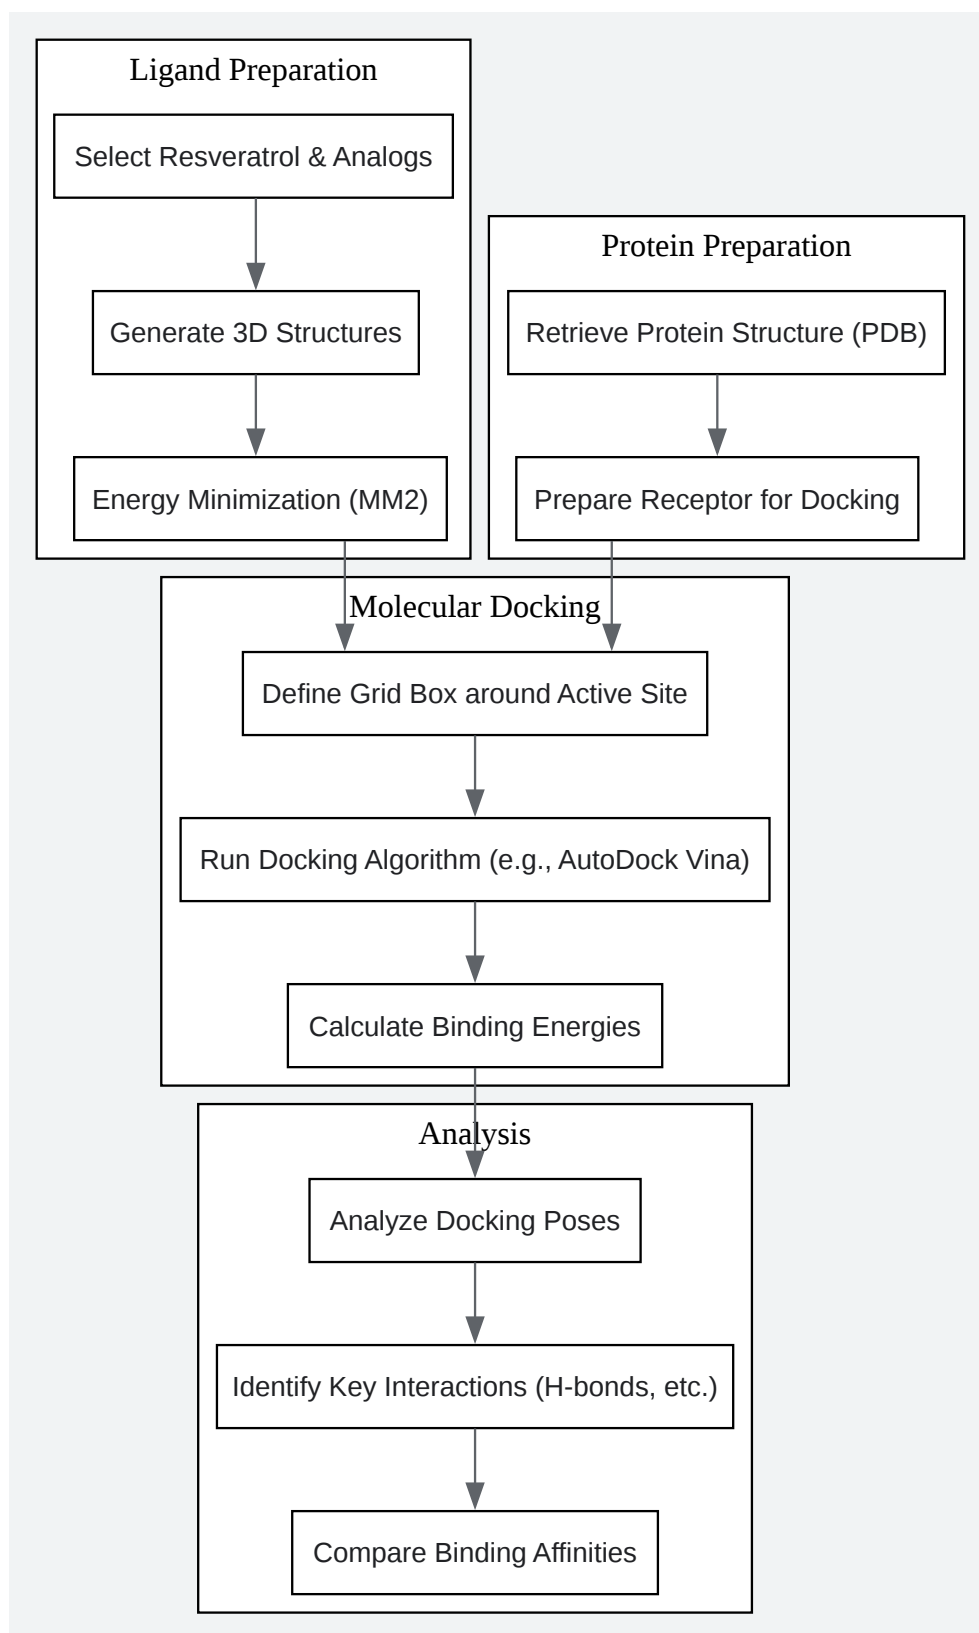 Ligand Preparation
Select Resveratrol & Analogs
Generate 3D Structures
Energy Minimization (MM2)
Protein Preparation
Retrieve Protein Structure (PDB)
Prepare Receptor for Docking
Molecular Docking
Define Grid Box around Active Site
Run Docking Algorithm (e.g., AutoDock Vina)
Calculate Binding Energies
Analysis
Analyze Docking Poses
Identify Key Interactions (H-bonds, etc.)
Compare Binding Affinities